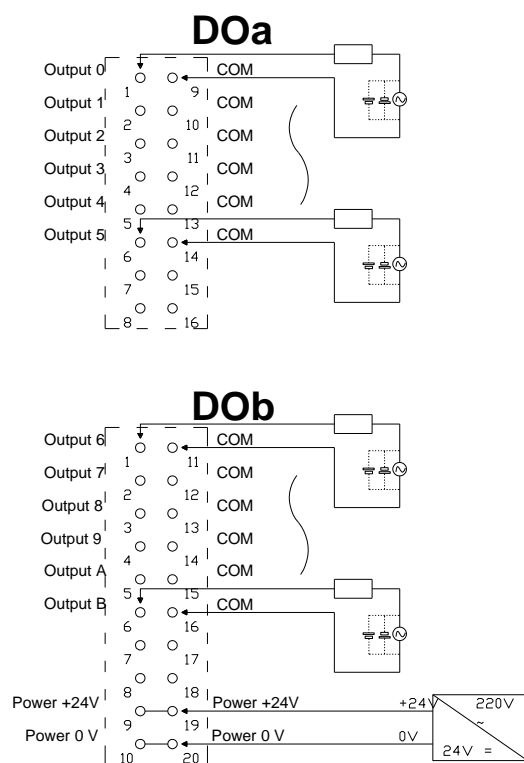 DOa
Output 0 COM
1 9
Output 1 COM
2 10
Output 2 COM
3 11
Output 3 COM
4 12
Output 4 COM
5 13
Output 5 COM
6 14
7 15
8 16
DOb
Output 6 COM
1 11
Output 7 COM
2 12
Output 8 COM
3 13
Output 9 COM
4 14
Output A COM
5 15
Output B COM
6 16
7 17
8 18
Power +24V Power +24V +24V 220V
9 19 ~
Power 0 V Power 0 V 0V 24V =
10 20